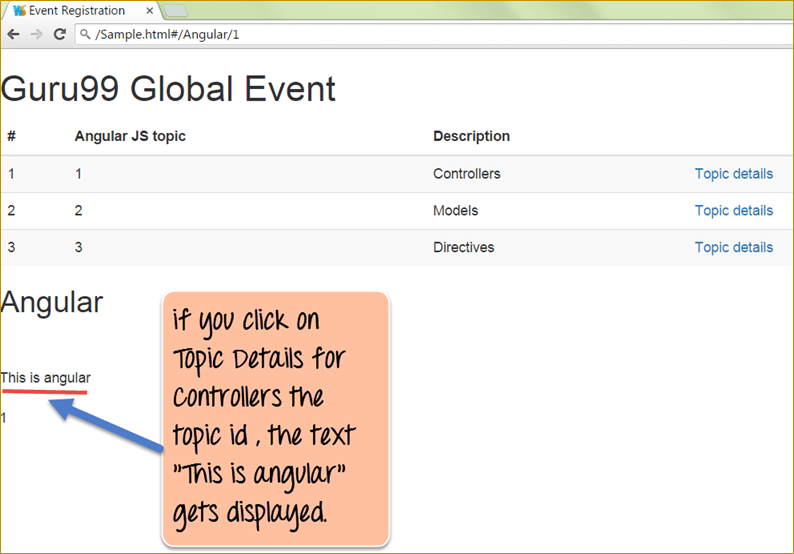 Event Registration
/Sample.html#/Angular/1
Guru99 Global Event
# Angular JS topic Description
1 1 Controllers Topic details
2 2 Models Topic details
3 3 Directives Topic details
Angular
This is angular
1
if you click on
Topic Details for
Controllers the
topic id , the text
"This is angular"
gets displayed.